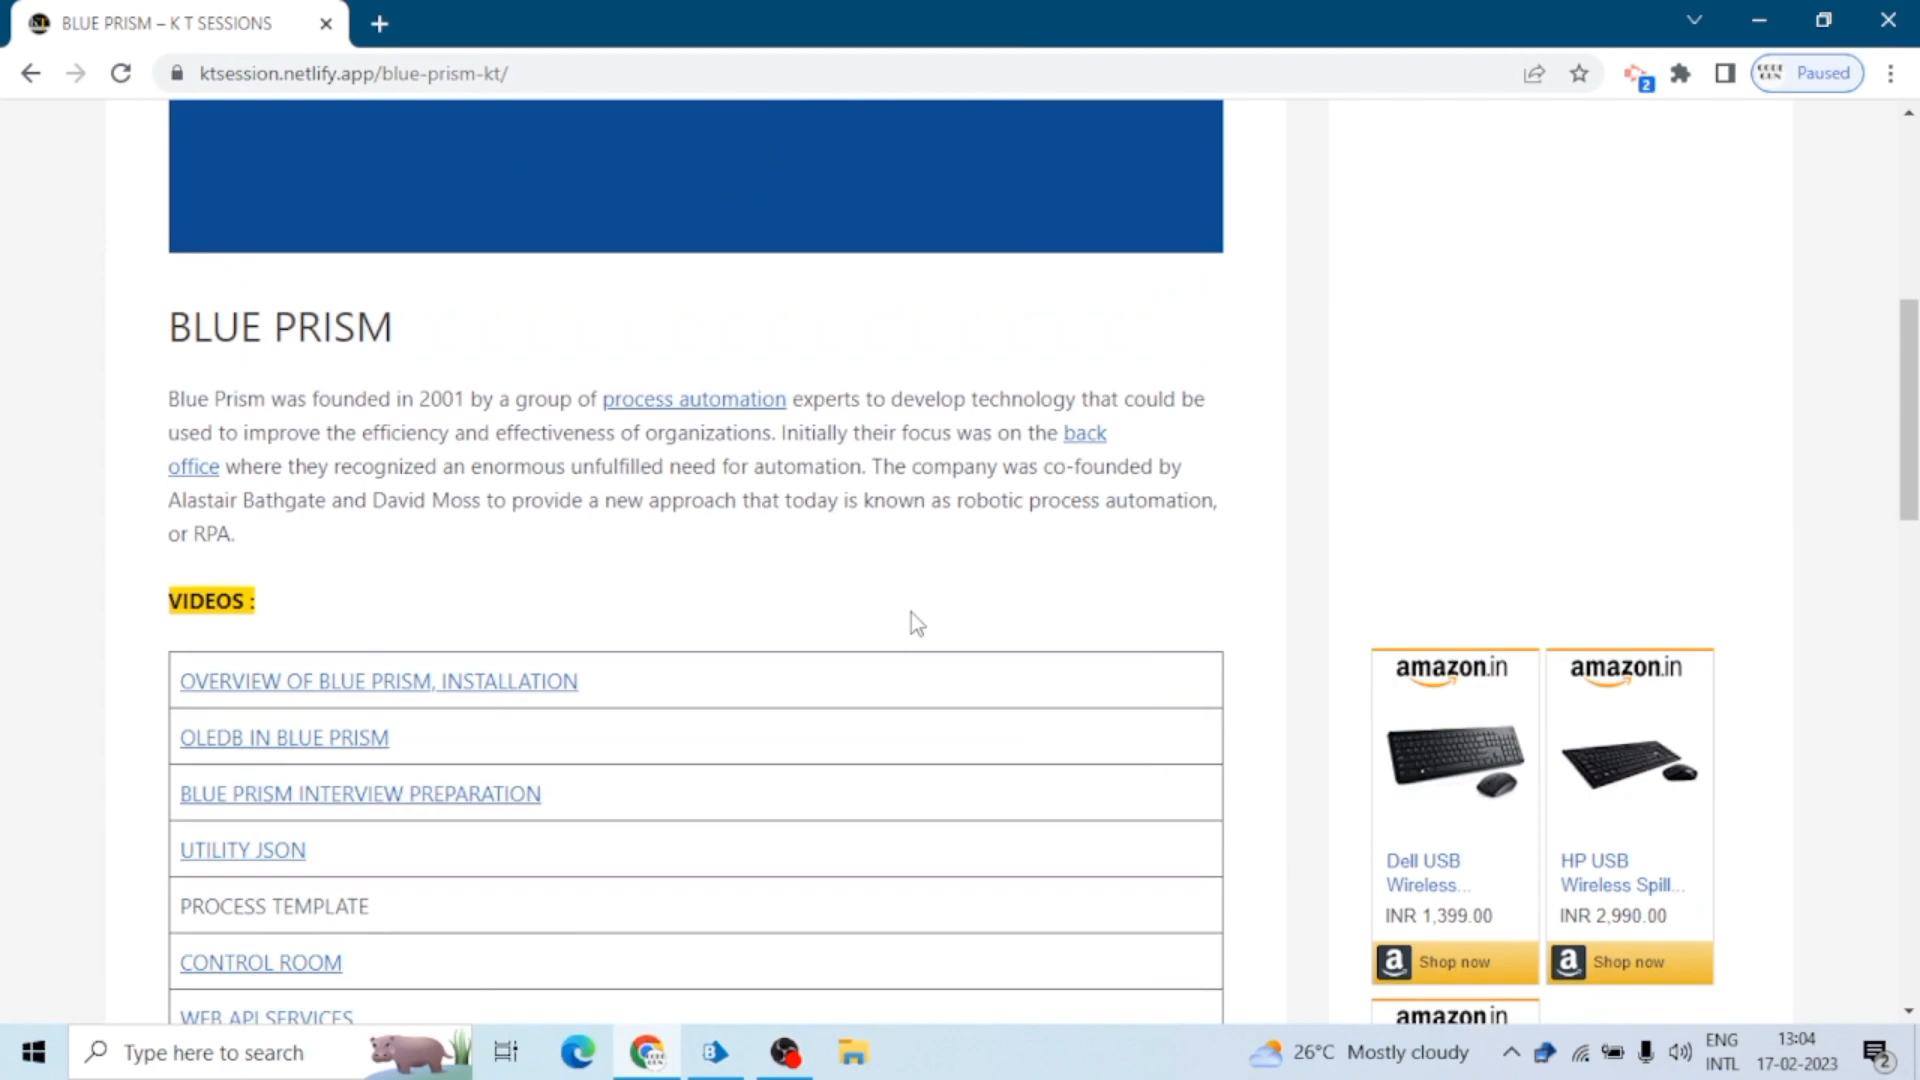 BLUE PRISM – K T SESSIONS
ktsession.netlify.app/blue-prism-kt/
2
CODE GUN
Paused
BLUE PRISM
Blue Prism was founded in 2001 by a group of process automation experts to develop technology that could be
used to improve the efficiency and effectiveness of organizations. Initially their focus was on the back
office where they recognized an enormous unfulfilled need for automation. The company was co-founded by
Alastair Bathgate and David Moss to provide a new approach that today is known as robotic process automation,
or RPA.
VIDEOS :
OVERVIEW OF BLUE PRISM, INSTALLATION
OLEDB IN BLUE PRISM
BLUE PRISM INTERVIEW PREPARATION
UTILITY JSON
PROCESS TEMPLATE
CONTROL ROOM
WEB API SERVICES
amazon.in
Dell USB
Wireless...
INR 1,399.00
a Shop now
amazon.in
HP USB
Wireless Spill...
INR 2,990.00
a Shop now
amazon.in
Type here to search
26°C Mostly cloudy
ENG
INTL
13:04
17-02-2023
2